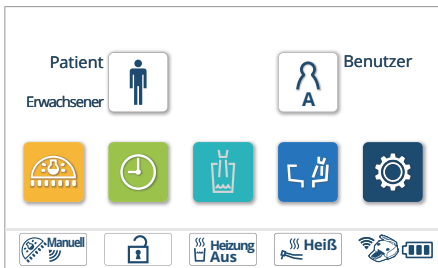 Patient
Benutzer
Erwachsener
A
Manuell
Heizung
Aus
Heiß